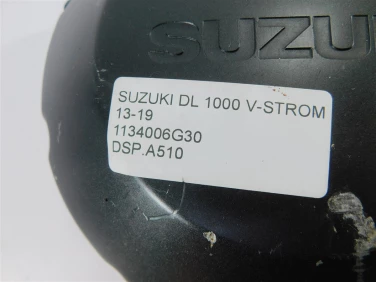 SUZUKI
SUZUKI DL 1000 V-STROM
13-19
1134006G30
DSP.A510